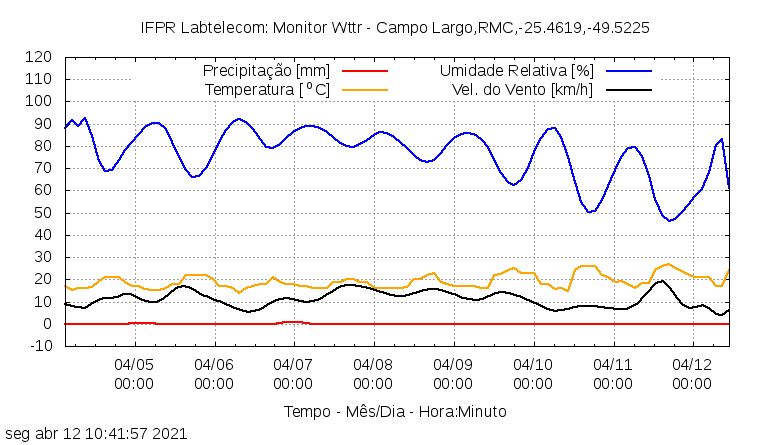 IFPR Labtelecom: Monitor Wttr - Campo Largo,RMC,-25.4619,-49.5225
120
110
100
90
80
70
60
50
40
30
20
10
0
-10
Precipitação [mm]
Temperatura [⁰C]
Umidade Relativa [%]
Vel. do Vento [km/h]
04/05 04/06 04/07 04/08 04/09 04/10 04/11 04/12
00:00 00:00 00:00 00:00 00:00 00:00 00:00 00:00
Tempo - Mês/Dia - Hora:Minuto
seg abr 12 10:41:57 2021